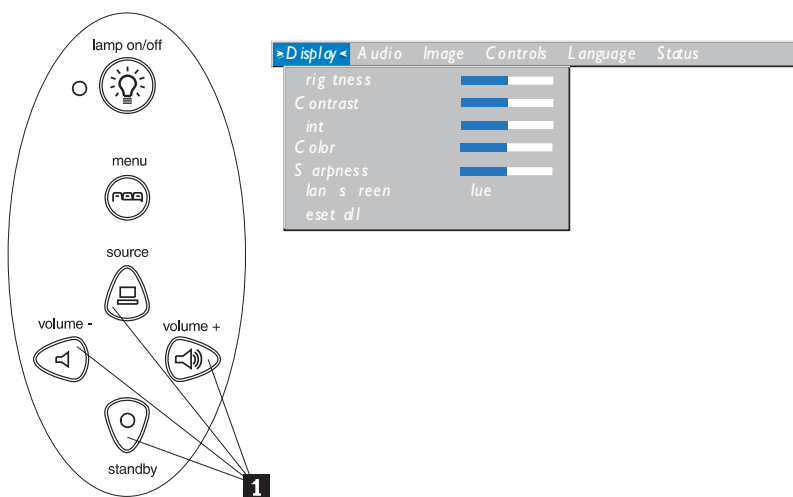 lamp on/off
menu
source
volume -
volume +
standby
1
Display Audio Image Controls Language Status
rig tness
Contrast
int
Color
S arpness
lan s reen lue
eset all